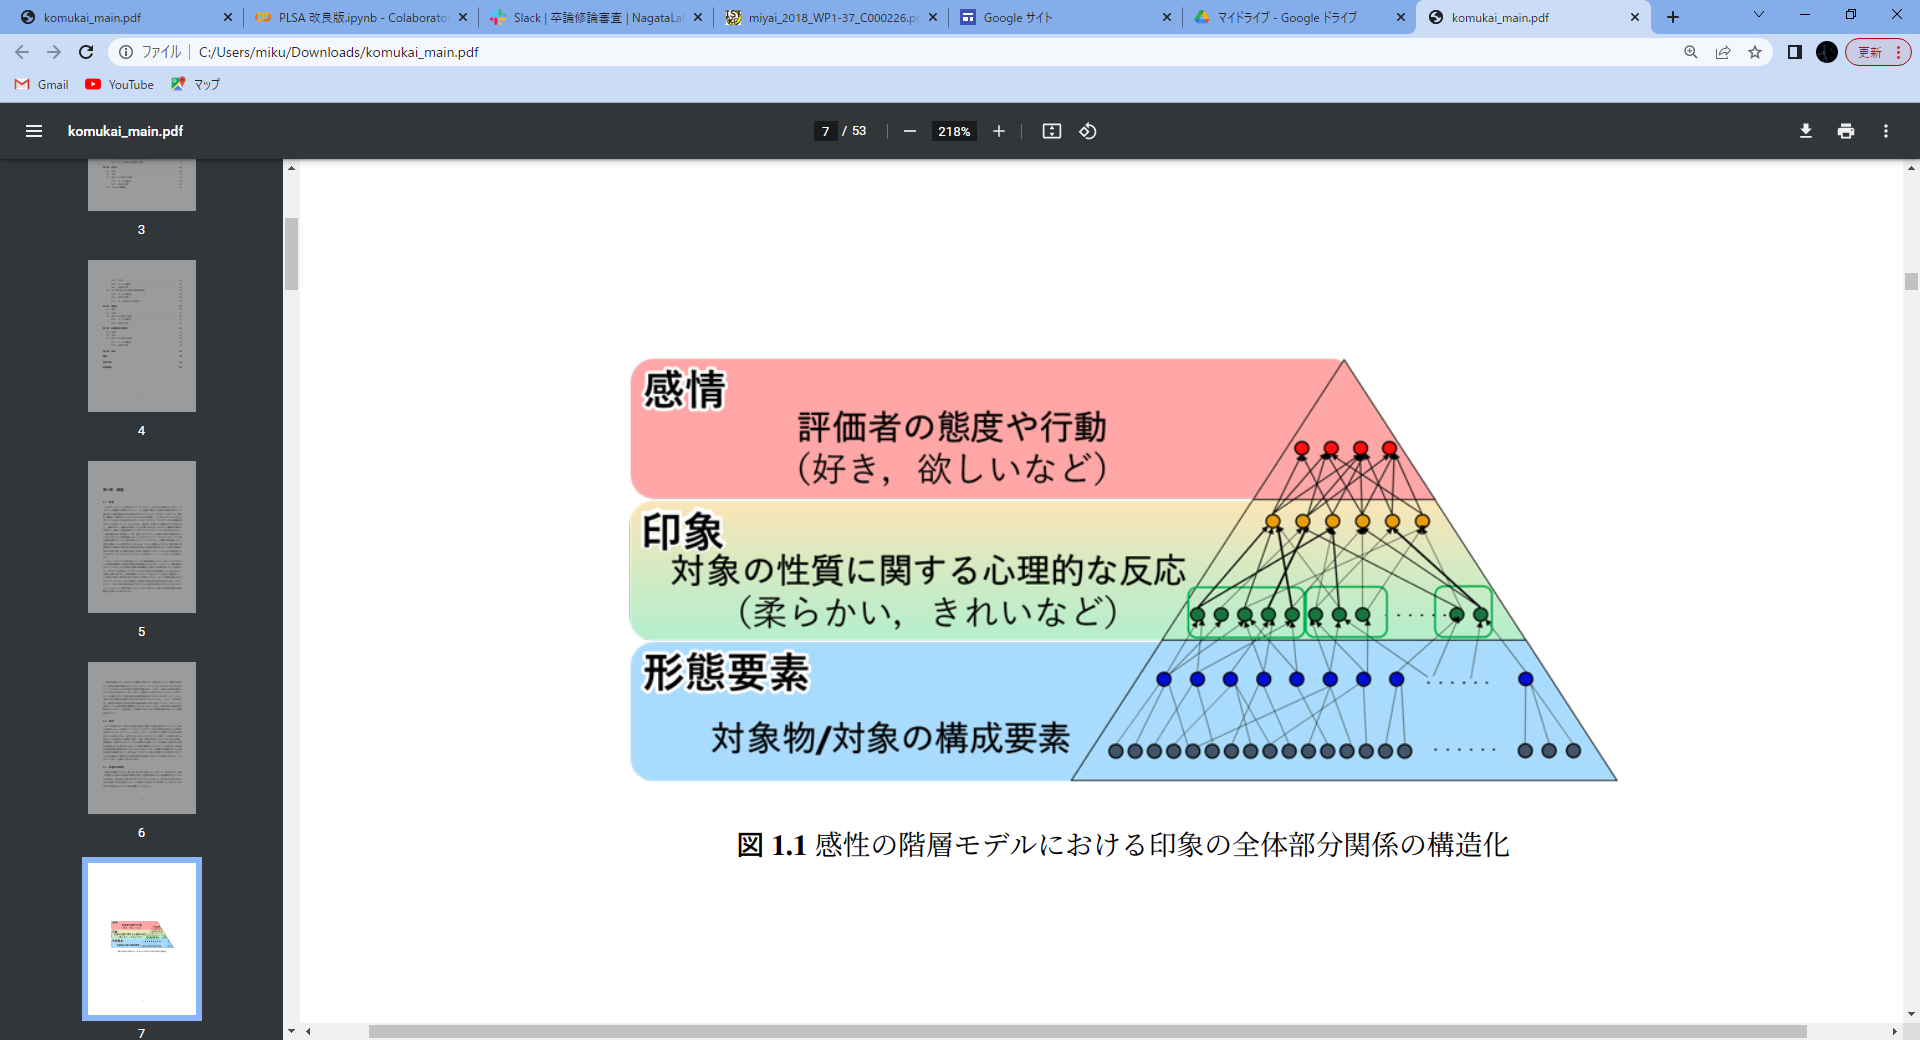 komukai_main.pdf
PLSA 改良版.ipynb - Colaborato
Slack | 卒論修論審査 | NagataLa
miyai_2018_WP1-37_C000226.p
Google サイト
マイドライブ - Google ドライブ
komukai_main.pdf
ファイル
C:/Users/miku/Downloads/komukai_main.pdf
更新
Gmail
YouTube
マップ
komukai_main.pdf
7 / 53
218%
3
4
5
6
7
感情
評価者の態度や行動
（好き，欲しいなど）
印象
対象の性質に関する心理的な反応
（柔らかい，きれいなど）
形態要素
対象物/対象の構成要素
図 1.1 感性の階層モデルにおける印象の全体部分関係の構造化